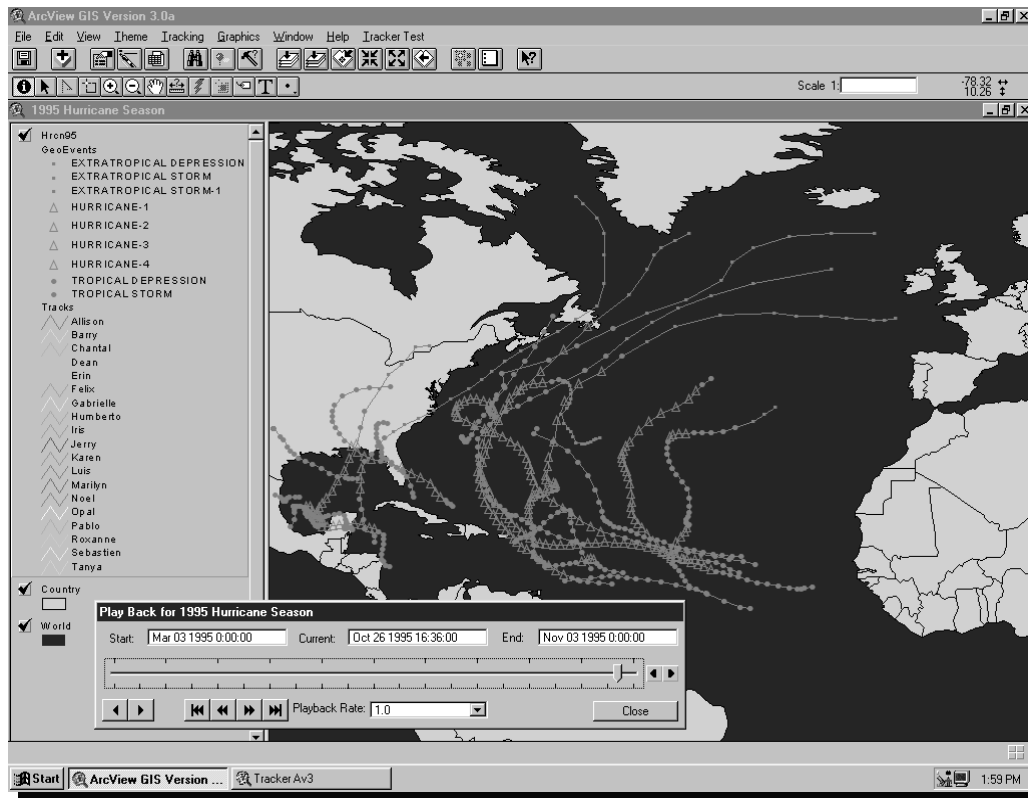 ArcView GIS Version 3.0a
File Edit View Theme Tracking Graphics Window Help Tracker Test
Scale 1:
-78.32
10.26
1995 Hurricane Season
Hrcn95
GeoEvents
EXTRATROPICAL DEPRESSION
EXTRATROPICAL STORM
EXTRATROPICAL STORM-1
HURRICANE-1
HURRICANE-2
HURRICANE-3
HURRICANE-4
TROPICAL DEPRESSION
TROPICAL STORM
Tracks
Allison
Barry
Chantal
Dean
Erin
Felix
Gabrielle
Humberto
Iris
Jerry
Karen
Luis
Marilyn
Noel
Opal
Pablo
Roxanne
Sebastien
Tanya
Country
World
Play Back for 1995 Hurricane Season
Start: Mar 03 1995 0:00:00 Current: Oct 26 1995 16:36:00 End: Nov 03 1995 0:00:00
Playback Rate: 1.0 Close
Start ArcView GIS Version ... Tracker Av3 1:59 PM